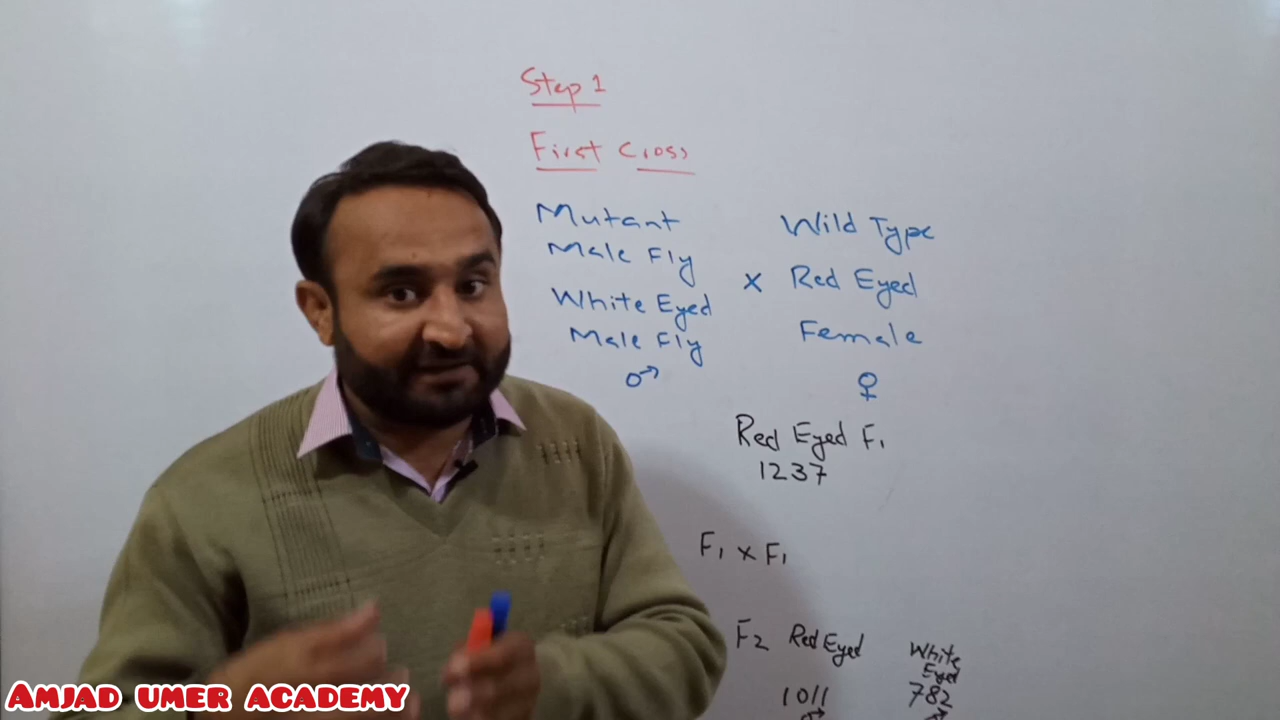 Step 1
First Cross
Mutant
Male Fly
White Eyed
Male Fly
♂
x
Wild Type
Red Eyed
Female
♀
Red Eyed F₁
1237
F₁ x F₁
F₂ Red Eyed
1011
♂
White
Eyed
782
♂
AMJAD UMER ACADEMY